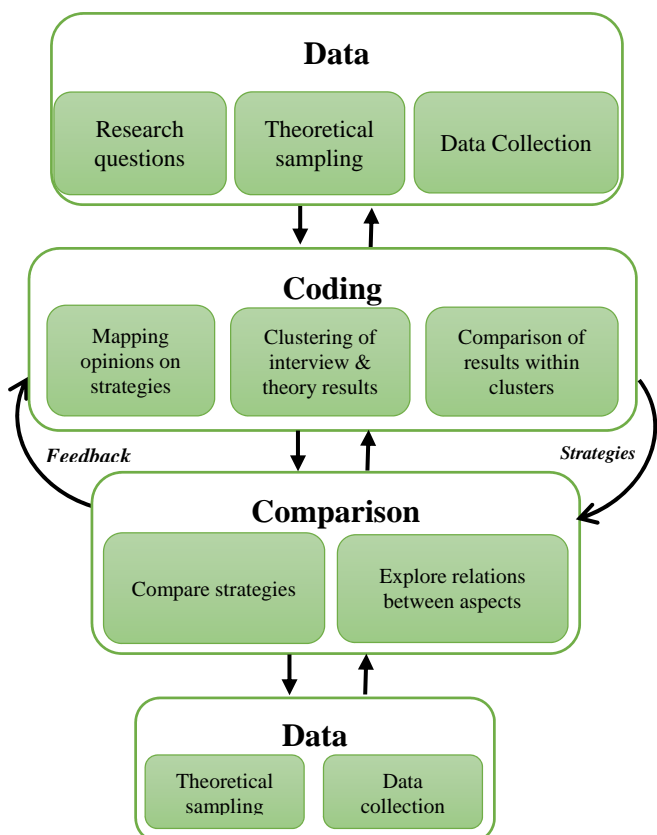 Data
Research
questions
Theoretical
sampling
Data Collection
Coding
Mapping
opinions on
strategies
Clustering of
interview &
theory results
Comparison of
results within
clusters
Feedback
Strategies
Comparison
Compare strategies
Explore relations
between aspects
Data
Theoretical
sampling
Data
collection